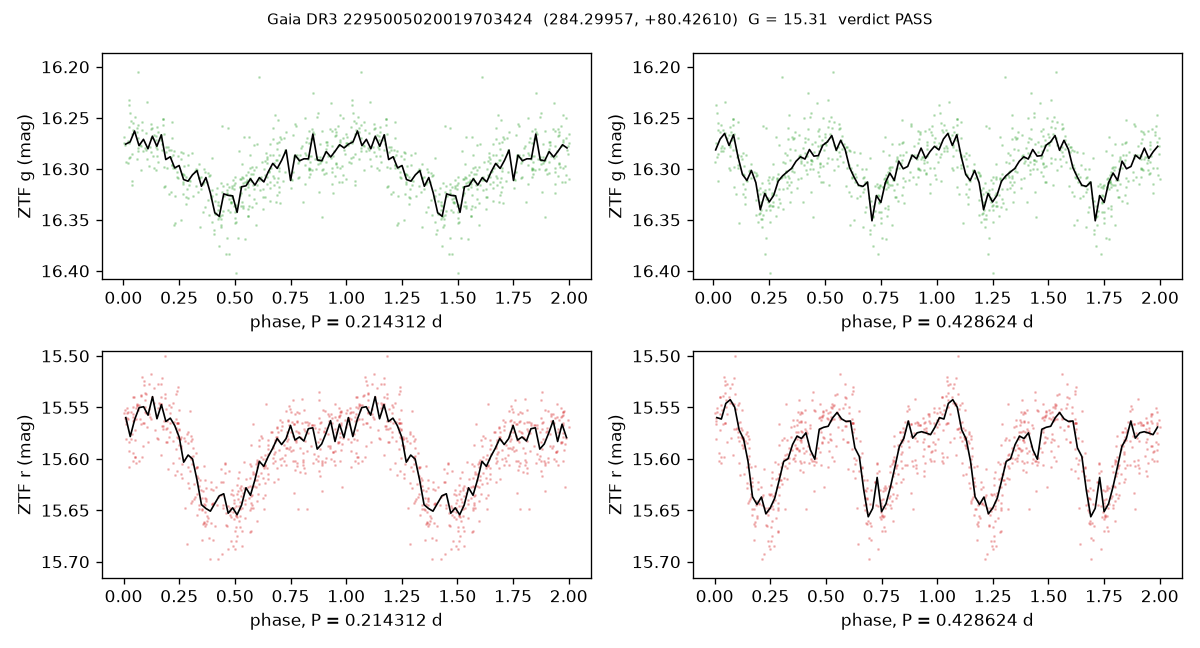 Gaia DR3 2295005020019703424 (284.29957, +80.42610) G = 15.31 verdict PASS
16.20
16.25
16.30
16.35
16.40
ZTF g (mag)
0.00 0.25 0.50 0.75 1.00 1.25 1.50 1.75 2.00
phase, P = 0.214312 d
16.20
16.25
16.30
16.35
16.40
ZTF g (mag)
0.00 0.25 0.50 0.75 1.00 1.25 1.50 1.75 2.00
phase, P = 0.428624 d
15.50
15.55
15.60
15.65
15.70
ZTF r (mag)
0.00 0.25 0.50 0.75 1.00 1.25 1.50 1.75 2.00
phase, P = 0.214312 d
15.50
15.55
15.60
15.65
15.70
ZTF r (mag)
0.00 0.25 0.50 0.75 1.00 1.25 1.50 1.75 2.00
phase, P = 0.428624 d